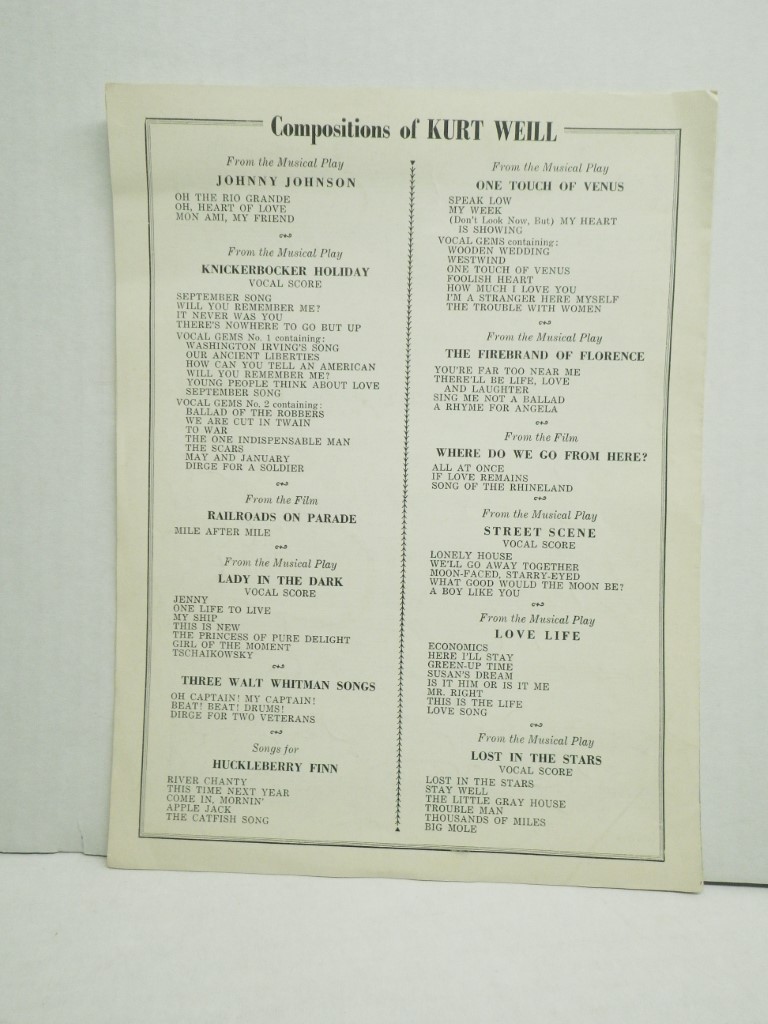 Compositions of KURT WEILL
From the Musical Play
JOHNNY JOHNSON
OH THE RIO GRANDE
OH, HEART OF LOVE
MON AMI, MY FRIEND
From the Musical Play
KNICKERBOCKER HOLIDAY
VOCAL SCORE
SEPTEMBER SONG
WILL YOU REMEMBER ME?
IT NEVER WAS YOU
THERE'S NOWHERE TO GO BUT UP
VOCAL GEMS No. 1 containing:
WASHINGTON IRVING'S SONG
OUR ANCIENT LIBERTIES
HOW CAN YOU TELL AN AMERICAN
WILL YOU REMEMBER ME?
YOUNG PEOPLE THINK ABOUT LOVE
SEPTEMBER SONG
VOCAL GEMS No. 2 containing:
BALLAD OF THE ROBBERS
WE ARE CUT IN TWAIN
TO WAR
THE ONE INDISPENSABLE MAN
THE SCARS
MAY AND JANUARY
DIRGE FOR A SOLDIER
From the Film
RAILROADS ON PARADE
MILE AFTER MILE
From the Musical Play
LADY IN THE DARK
VOCAL SCORE
JENNY
ONE LIFE TO LIVE
MY SHIP
THIS IS NEW
THE PRINCESS OF PURE DELIGHT
GIRL OF THE MOMENT
TSCHAIKOWSKY
THREE WALT WHITMAN SONGS
OH CAPTAIN! MY CAPTAIN!
BEAT! BEAT! DRUMS!
DIRGE FOR TWO VETERANS
Songs for
HUCKLEBERRY FINN
RIVER CHANTY
THIS TIME NEXT YEAR
COME IN, MORNIN'
APPLE JACK
THE CATFISH SONG
From the Musical Play
ONE TOUCH OF VENUS
SPEAK LOW
MY WEEK
(Don't Look Now, But) MY HEART
IS SHOWING
VOCAL GEMS containing:
WOODEN WEDDING
WESTWIND
ONE TOUCH OF VENUS
FOOLISH HEART
HOW MUCH I LOVE YOU
I'M A STRANGER HERE MYSELF
THE TROUBLE WITH WOMEN
From the Musical Play
THE FIREBRAND OF FLORENCE
YOU'RE FAR TOO NEAR ME
THERE'LL BE LIFE, LOVE
AND LAUGHTER
SING ME NOT A BALLAD
A RHYME FOR ANGELA
From the Film
WHERE DO WE GO FROM HERE?
ALL AT ONCE
IF LOVE REMAINS
SONG OF THE RHINELAND
From the Musical Play
STREET SCENE
VOCAL SCORE
LONELY HOUSE
WE'LL GO AWAY TOGETHER
MOON-FACED, STARRY-EYED
WHAT GOOD WOULD THE MOON BE?
A BOY LIKE YOU
From the Musical Play
LOVE LIFE
ECONOMICS
HERE I'LL STAY
GREEN-UP TIME
SUSAN'S DREAM
IS IT HIM OR IS IT ME
MR. RIGHT
THIS IS THE LIFE
LOVE SONG
From the Musical Play
LOST IN THE STARS
VOCAL SCORE
LOST IN THE STARS
STAY WELL
THE LITTLE GRAY HOUSE
TROUBLE MAN
THOUSANDS OF MILES
BIG MOLE